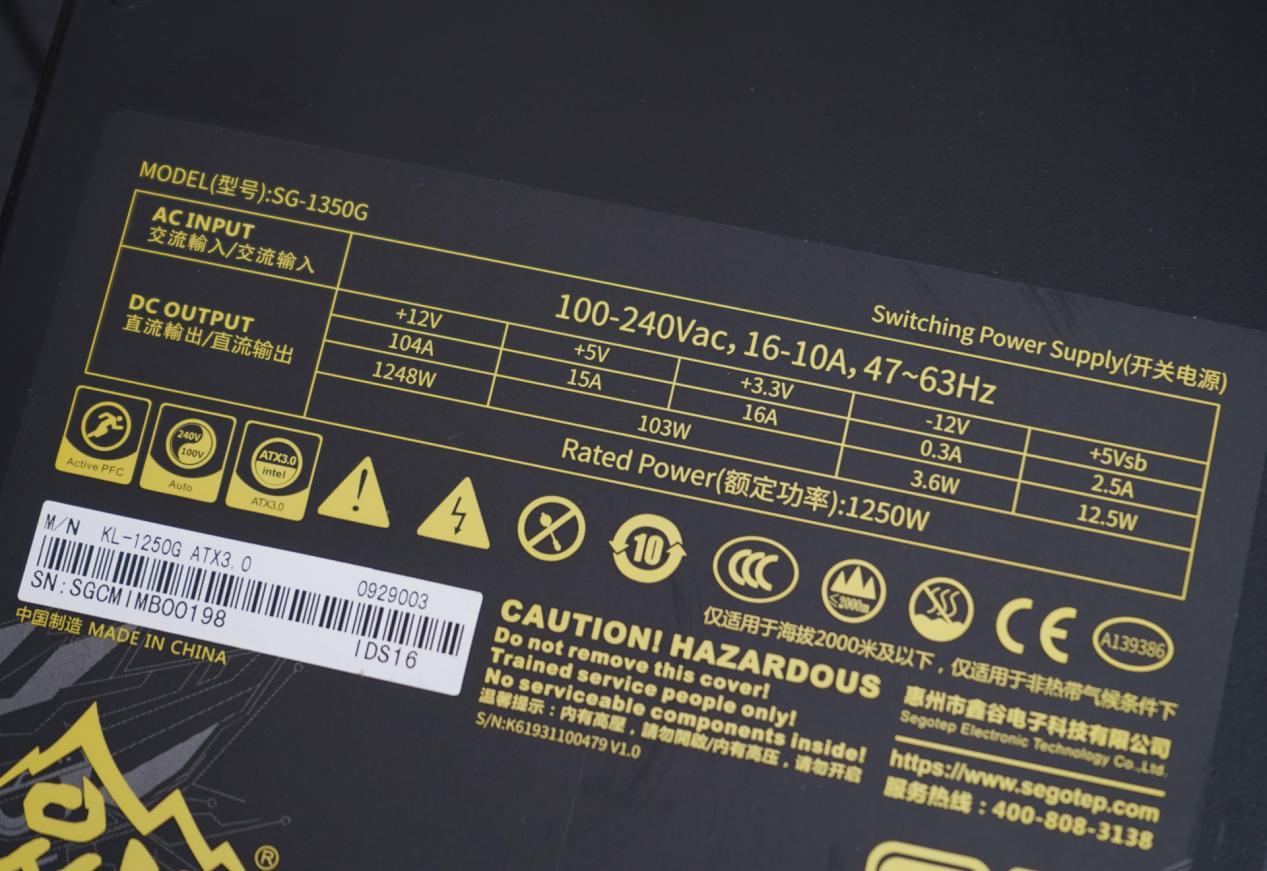 MODEL(型号):SG-1350G
Switching Power Supply(开关电源)
AC INPUT
交流輸入/交流输入
100-240Vac, 16-10A, 47~63Hz
DC OUTPUT
直流輸出/直流输出
+12V +5V +3.3V -12V +5Vsb
104A 15A 16A 0.3A 2.5A
1248W 103W 3.6W 12.5W
Rated Power(额定功率):1250W
Active PFC
240V
100V
Auto
ATX3.0
intel
ATX3.0
10
≤2000m
CE
A139386
仅适用于海拔2000米及以下，仅适用于非热带气候条件下
M/N KL-1250G ATX3.0
0929003
SN:SGCMIMB00198
IDS16
中国制造 MADE IN CHINA
CAUTION! HAZARDOUS
Do not remove this cover!
Trained service people only!
No serviceable components inside!
温馨提示：内有高壓，請勿開啟/内有高压，请勿开启
S/N:K61931100479 V1.0
惠州市鑫谷电子科技有限公司
Segotep Electronic Technology Co.,Ltd.
https://www.segotep.com
服务热线：400-808-3138
®